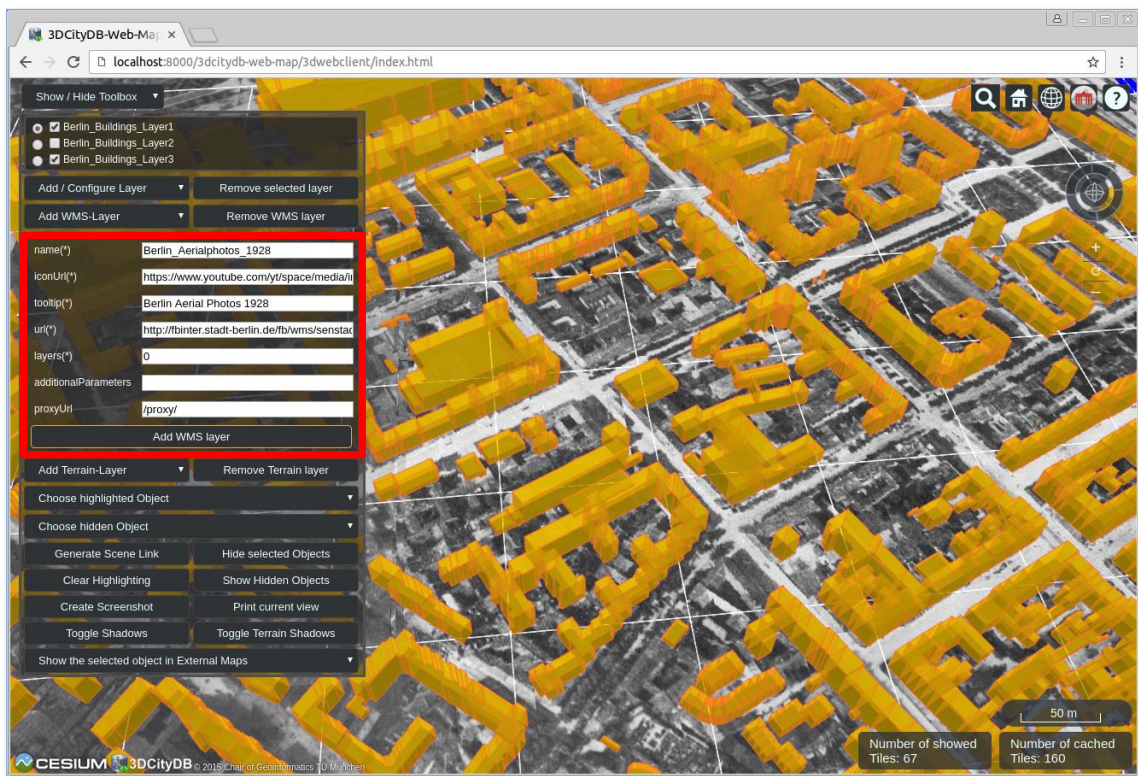 3DCityDB-Web-Map
localhost:8000/3dcitydb-web-map/3dwebclient/index.html
Show / Hide Toolbox
Berlin_Buildings_Layer1
Berlin_Buildings_Layer2
Berlin_Buildings_Layer3
Add / Configure Layer Remove selected layer
Add WMS-Layer Remove WMS layer
name(*) Berlin_Aerialphotos_1928
iconUrl(*) https://www.youtube.com/yt/space/media/i
tooltip(*) Berlin Aerial Photos 1928
url(*) http://fbinter.stadt-berlin.de/fb/wms/senstad
layers(*) 0
additionalParameters
proxyUrl /proxy/
Add WMS layer
Add Terrain-Layer Remove Terrain layer
Choose highlighted Object
Choose hidden Object
Generate Scene Link Hide selected Objects
Clear Highlighting Show Hidden Objects
Create Screenshot Print current view
Toggle Shadows Toggle Terrain Shadows
Show the selected object in External Maps
50 m
Number of showed Tiles: 67
Number of cached Tiles: 160
CESIUM 3DCityDB © 2015 Chair of Geoinformatics TU München